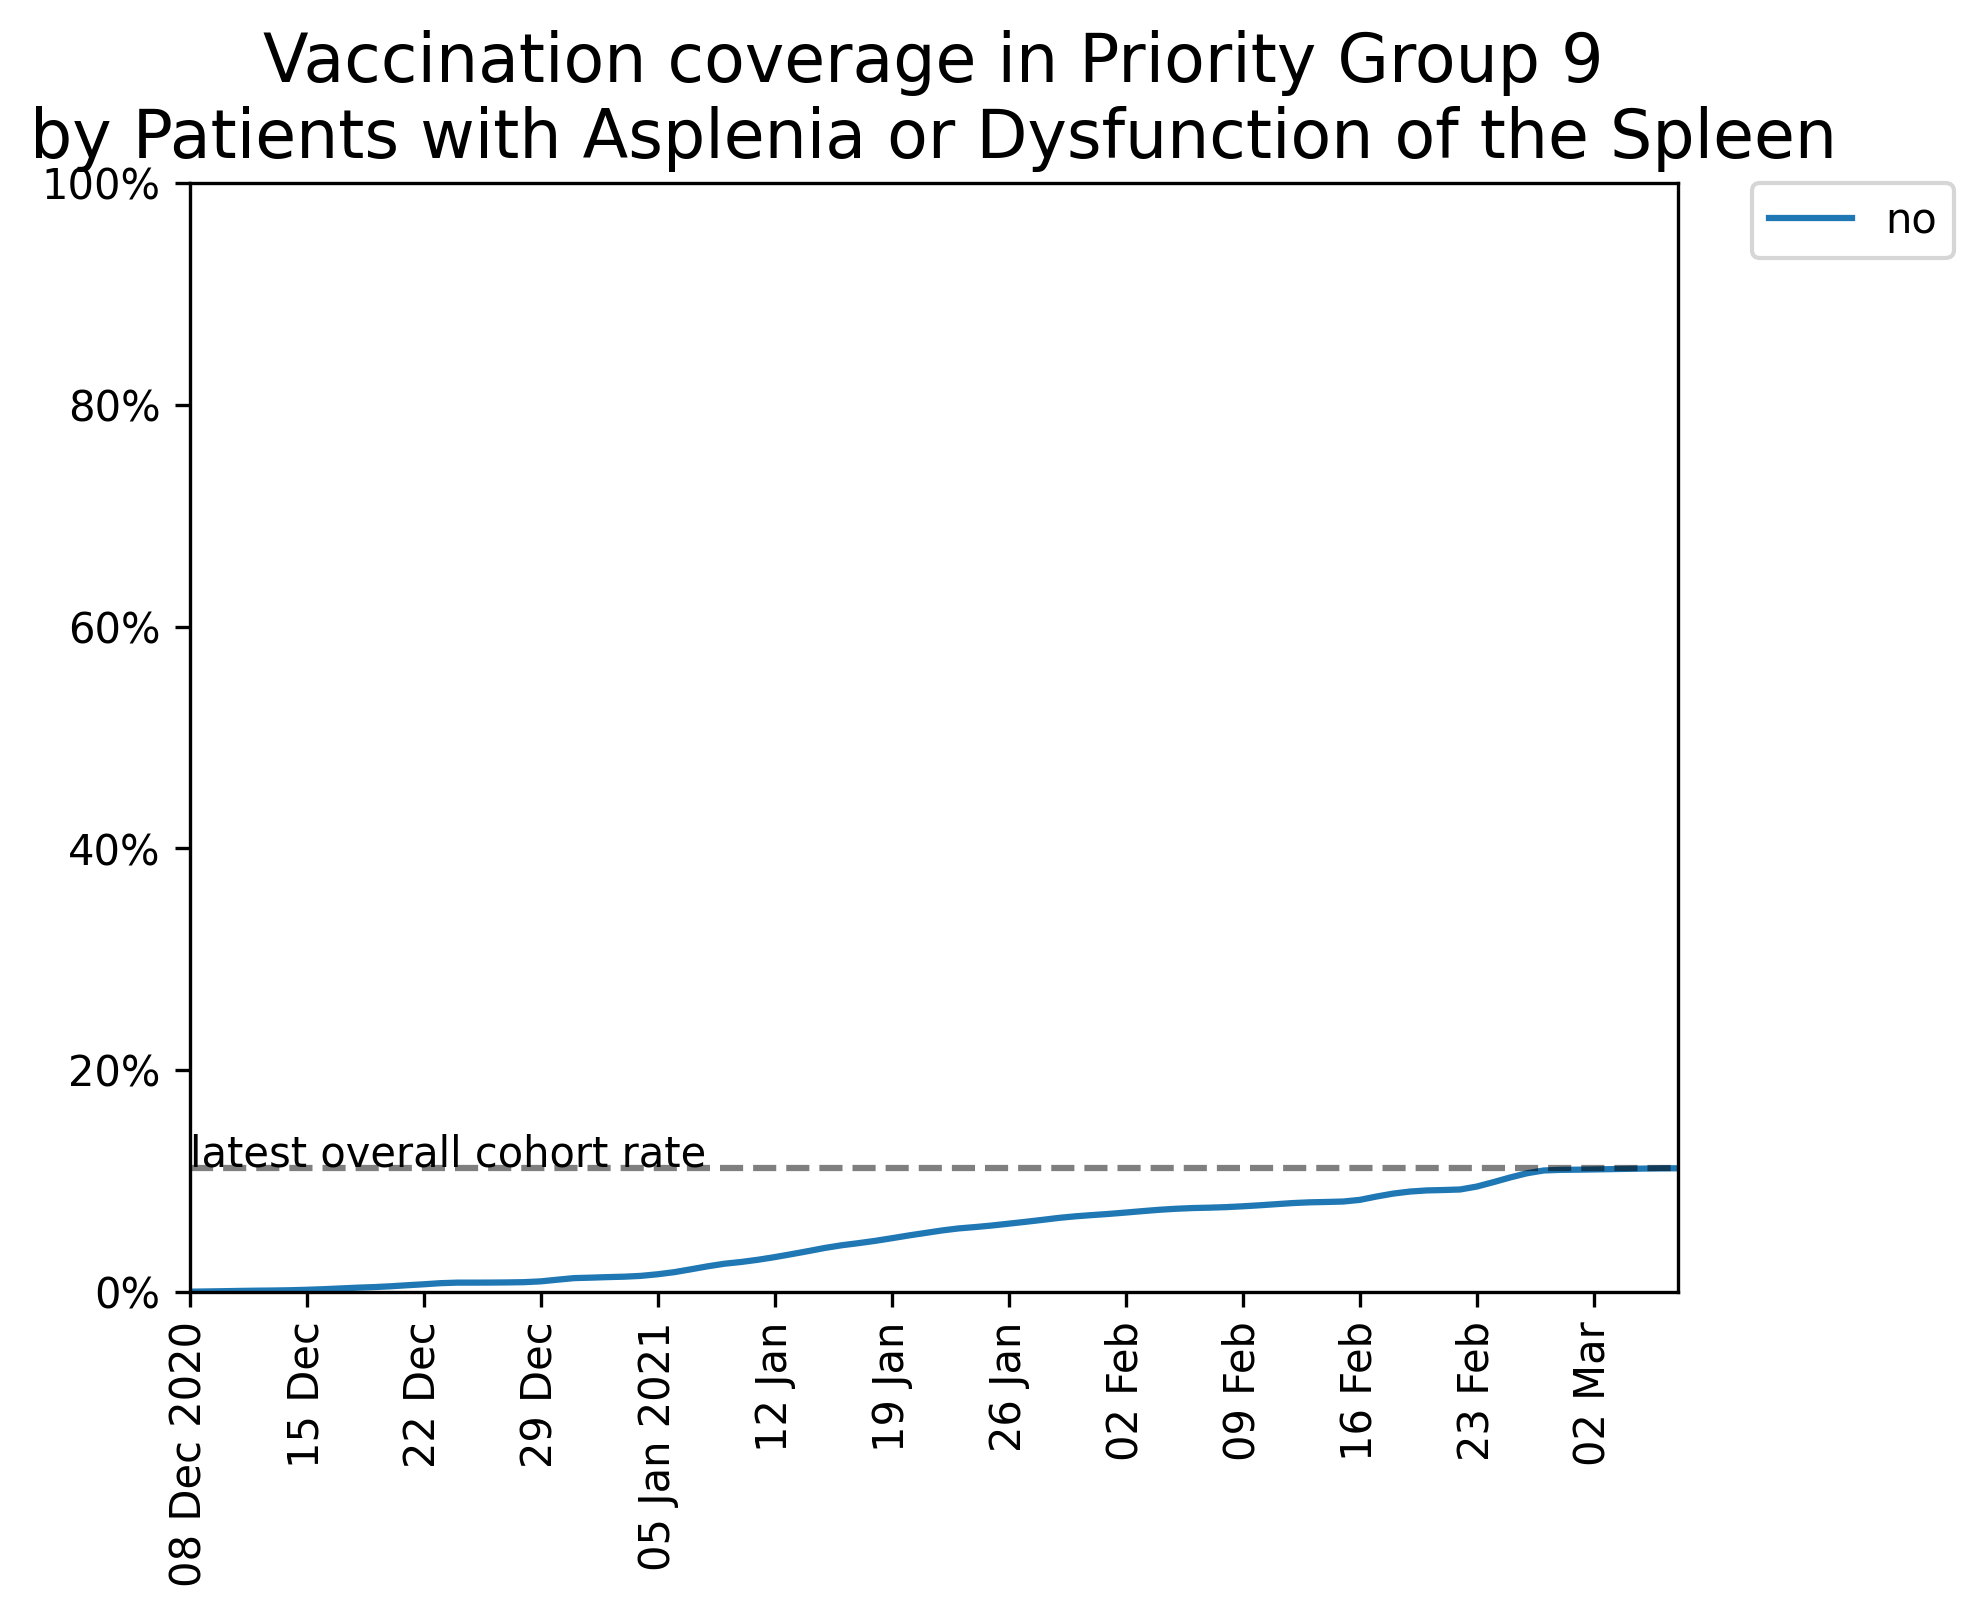 Vaccination coverage in Priority Group 9
by Patients with Asplenia or Dysfunction of the Spleen
100%
80%
60%
40%
20%
0%
no
latest overall cohort rate
08 Dec 2020
15 Dec
22 Dec
29 Dec
05 Jan 2021
12 Jan
19 Jan
26 Jan
02 Feb
09 Feb
16 Feb
23 Feb
02 Mar